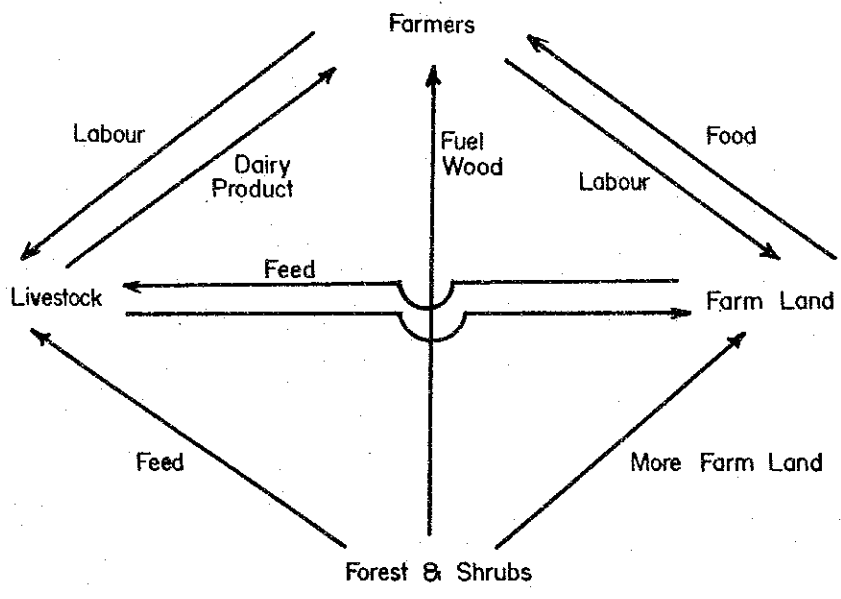 Farmers
Labour
Dairy
Product
Fuel
Wood
Food
Labour
Feed
Livestock
Farm Land
Feed
More Farm Land
Forest & Shrubs